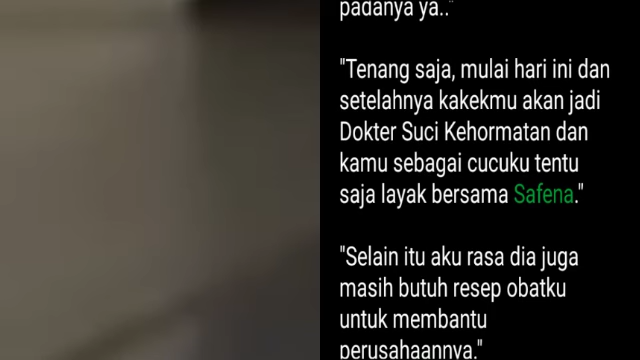 padanya ya.."
"Tenang saja, mulai hari ini dan
setelahnya kakekmu akan jadi
Dokter Suci Kehormatan dan
kamu sebagai cucuku tentu
saja layak bersama Safena."
"Selain itu aku rasa dia juga
masih butuh resep obatku
untuk membantu
perusahaannya."